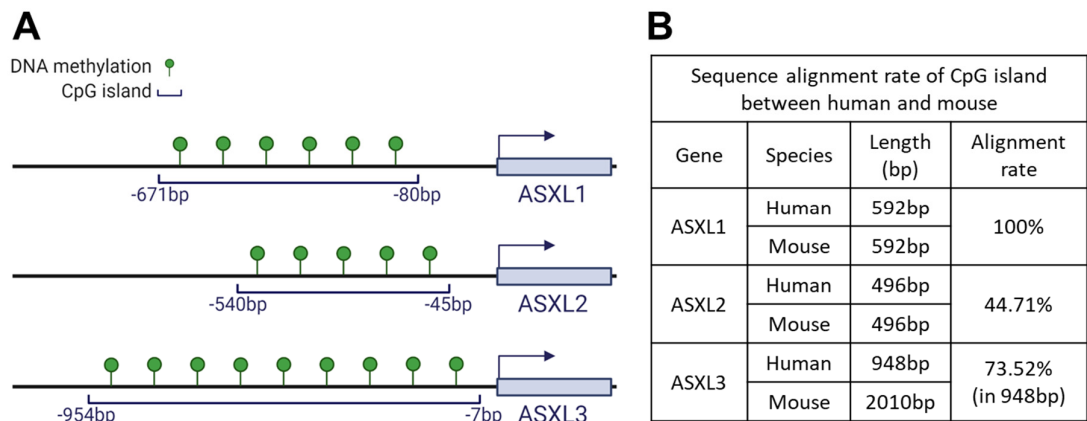 A
DNA methylation
CpG island
-671bp
-80bp
ASXL1
-540bp
-45bp
ASXL2
-954bp
-7bp
ASXL3
B
Sequence alignment rate of CpG island
between human and mouse
Gene
Species
Length
(bp)
Alignment
rate
ASXL1
Human
592bp
100%
Mouse
592bp
ASXL2
Human
496bp
44.71%
Mouse
496bp
ASXL3
Human
948bp
73.52%
(in 948bp)
Mouse
2010bp